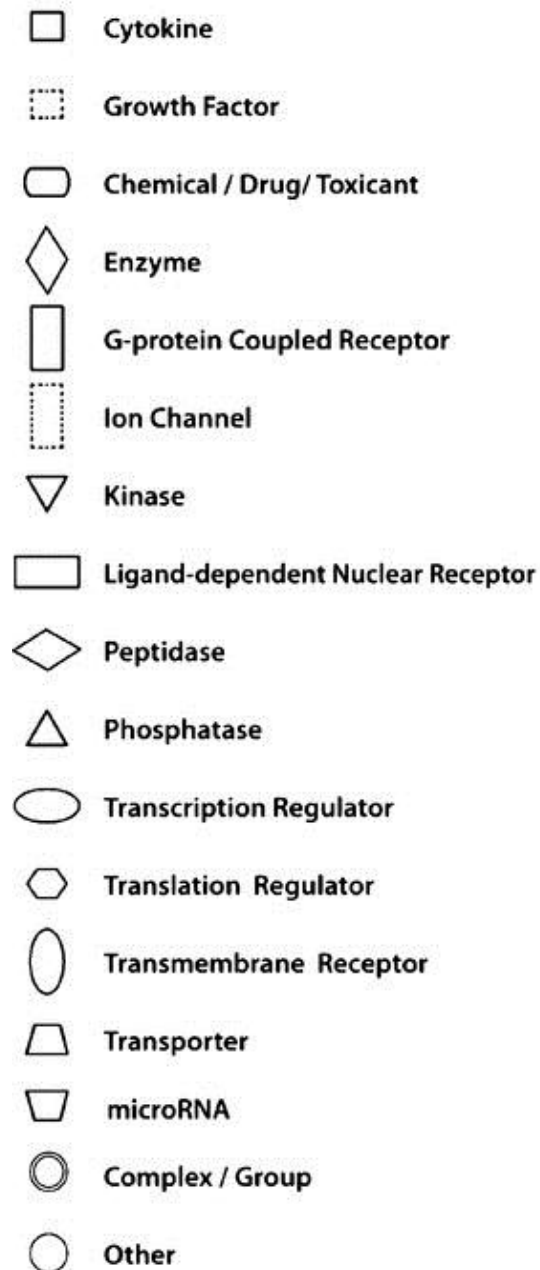 Cytokine
Growth Factor
Chemical / Drug/ Toxicant
Enzyme
G-protein Coupled Receptor
Ion Channel
Kinase
Ligand-dependent Nuclear Receptor
Peptidase
Phosphatase
Transcription Regulator
Translation Regulator
Transmembrane Receptor
Transporter
microRNA
Complex / Group
Other